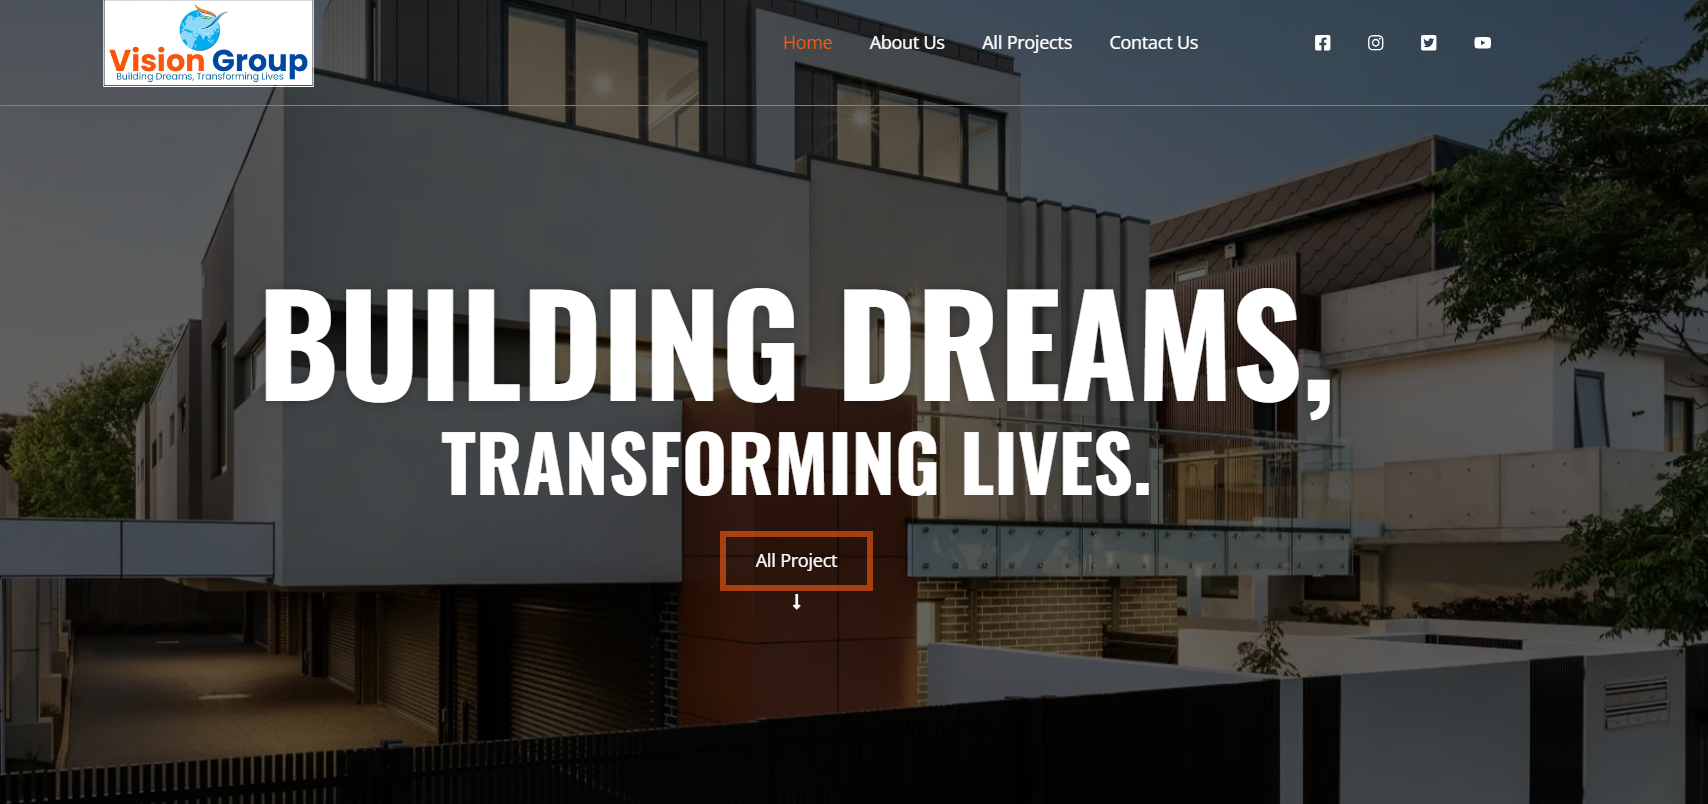 Vision Group
Building Dreams, Transforming Lives
Home About Us All Projects Contact Us
BUILDING DREAMS,
TRANSFORMING LIVES.
All Project